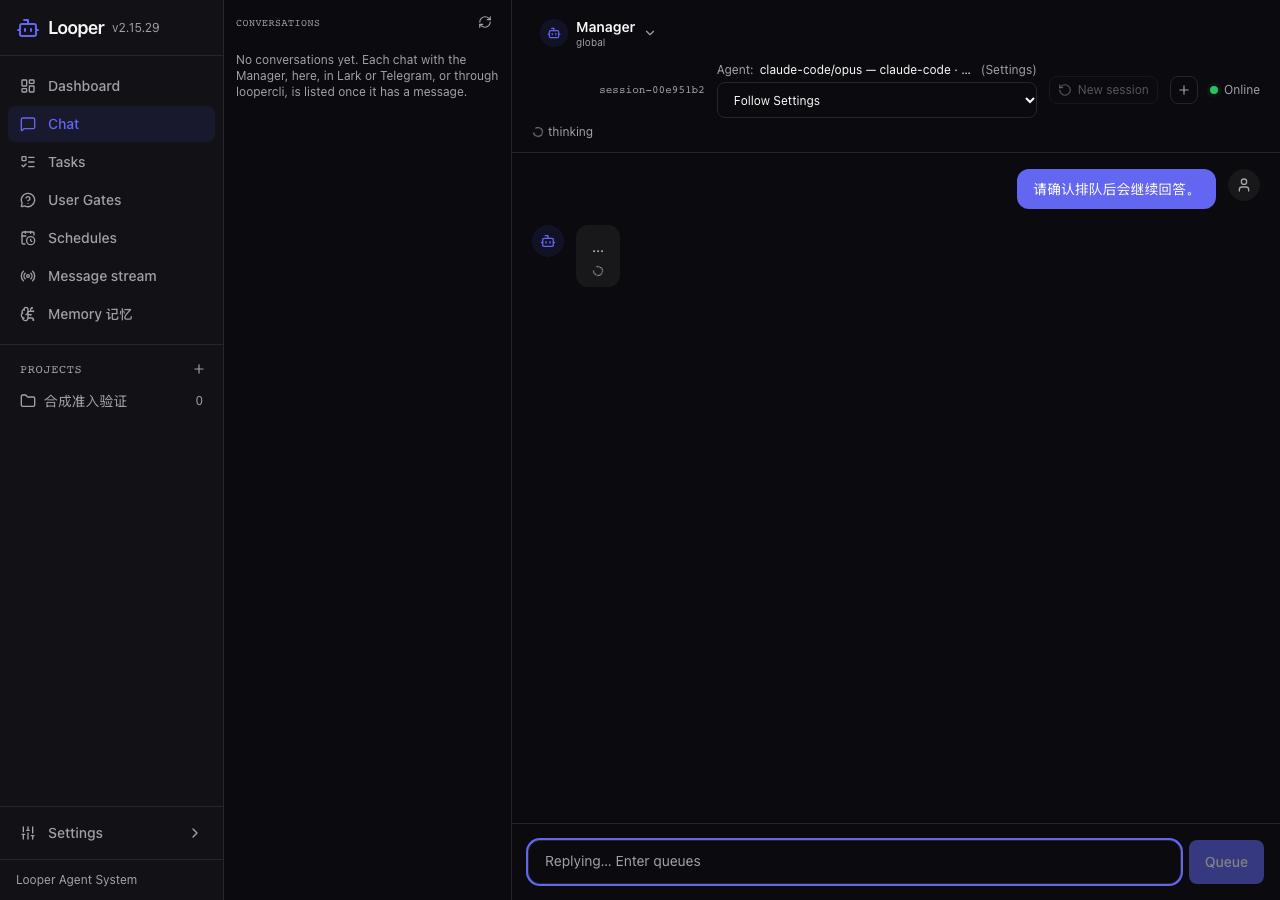 Looper v2.15.29
Dashboard
Chat
Tasks
User Gates
Schedules
Message stream
Memory 记忆
PROJECTS
合成准入验证 0
Settings
Looper Agent System
CONVERSATIONS
No conversations yet. Each chat with the
Manager, here, in Lark or Telegram, or through
loopercli, is listed once it has a message.
Manager
global
session-00e951b2
Agent: claude-code/opus — claude-code · ... (Settings)
Follow Settings
New session
Online
thinking
请确认排队后会继续回答。
...
Replying... Enter queues
Queue